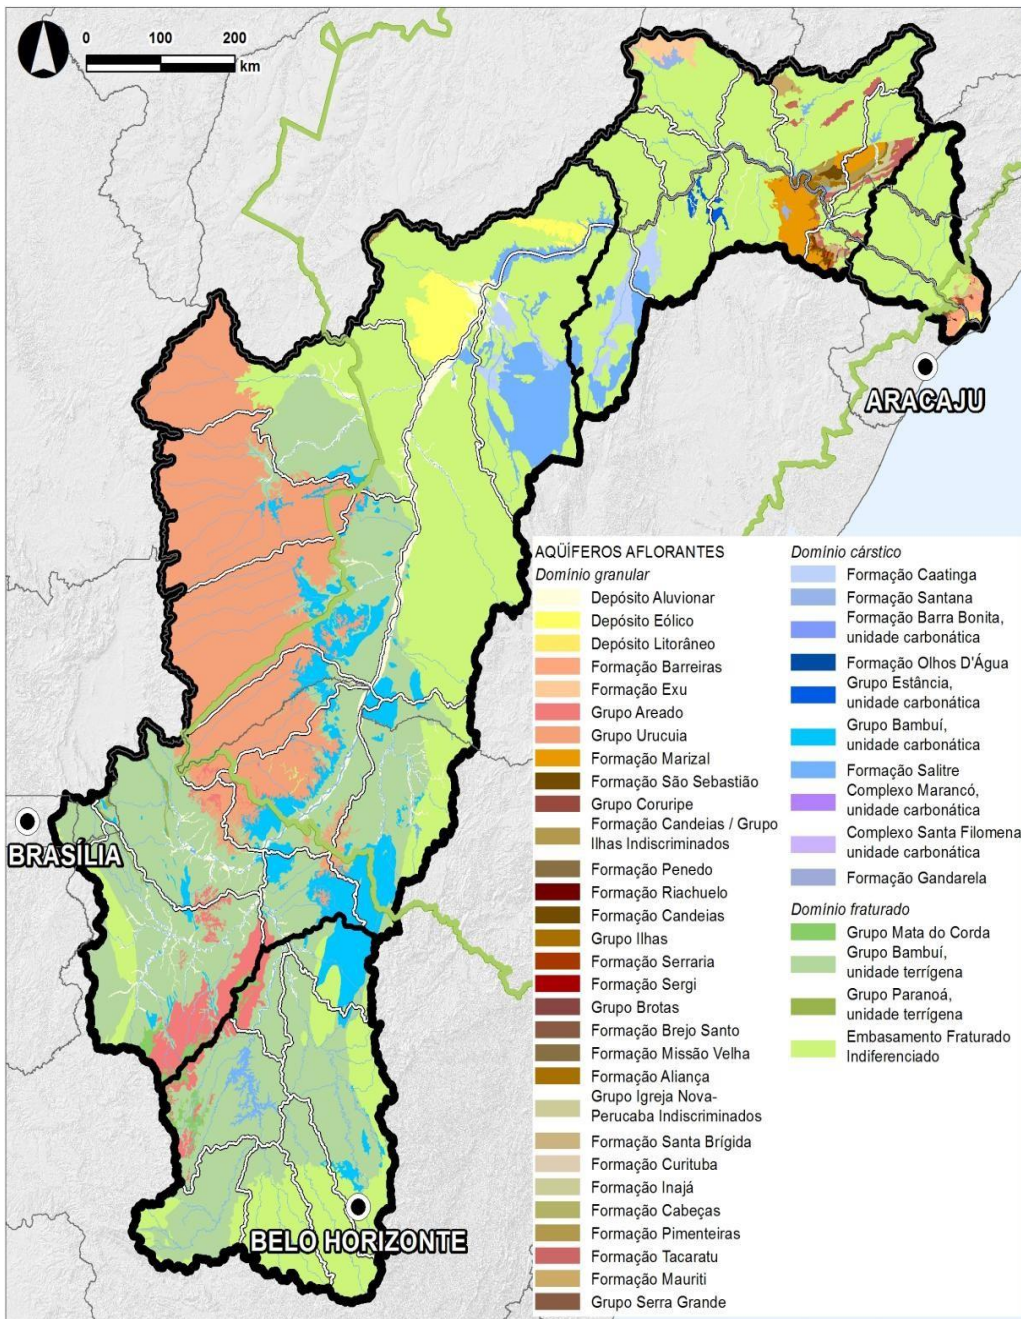 0 100 200
km
ARACAJU
BRASÍLIA
BELO HORIZONTE
AQÜÍFEROS AFLORANTES
Domínio granular
Depósito Aluvionar
Depósito Eólico
Depósito Litorâneo
Formação Barreiras
Formação Exu
Grupo Areado
Grupo Urucuia
Formação Marizal
Formação São Sebastião
Grupo Coruripe
Formação Candeias / Grupo
Ilhas Indiscriminados
Formação Penedo
Formação Riachuelo
Formação Candeias
Grupo Ilhas
Formação Serraria
Formação Sergi
Grupo Brotas
Formação Brejo Santo
Formação Missão Velha
Formação Aliança
Grupo Igreja Nova-
Perucaba Indiscriminados
Formação Santa Brígida
Formação Curituba
Formação Inajá
Formação Cabeças
Formação Pimenteiras
Formação Tacaratu
Formação Mauriti
Grupo Serra Grande
Domínio cárstico
Formação Caatinga
Formação Santana
Formação Barra Bonita,
unidade carbonática
Formação Olhos D'Água
Grupo Estância,
unidade carbonática
Grupo Bambuí,
unidade carbonática
Formação Salitre
Complexo Marancó,
unidade carbonática
Complexo Santa Filomena
unidade carbonática
Formação Gandarela
Domínio fraturado
Grupo Mata do Corda
Grupo Bambuí,
unidade terrígena
Grupo Paranoá,
unidade terrígena
Embasamento Fraturado
Indiferenciado